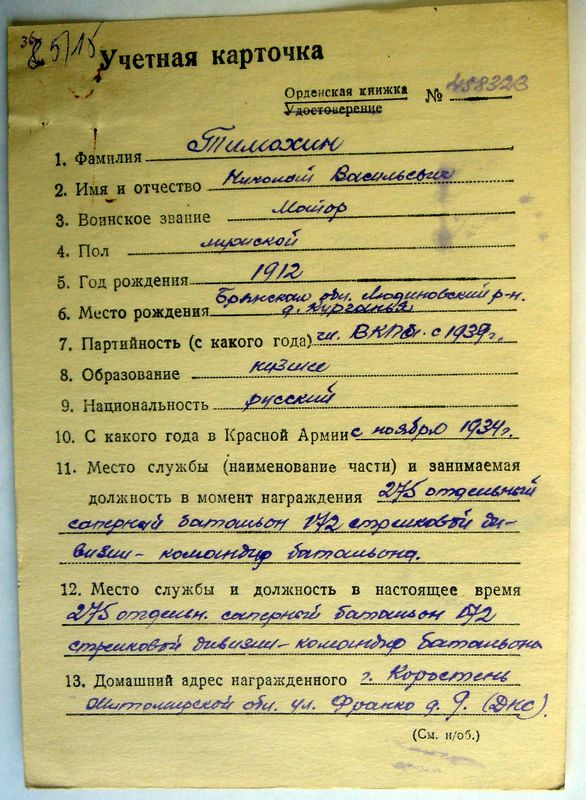 85/15
Учетная карточка
Орденская книжка
Удостоверение
№ 458323
1. Фамилия Тимохин
2. Имя и отчество Николай Васильевич
3. Воинское звание Майор
4. Пол мужской
5. Год рождения 1912
Брянская обл. Людиновский р-н.
6. Место рождения д. Курганье
7. Партийность (с какого года) чл. ВКПб. с 1939 г.
8. Образование низшее
9. Национальность русский
10. С какого года в Красной Армии с ноября 1934 г.
11. Место службы (наименование части) и занимаемая
должность в момент награждения 275 отдельный
саперный батальон 172 стрелковой ди-
визии - командир батальона.
12. Место службы и должность в настоящее время
275 отдельн. саперный батальон 172
стрелковой дивизии - командир батальона
13. Домашний адрес награжденного г. Коростень
Житомирской обл. ул. Франко д. 9. (ДНС).
(См. н/об.)